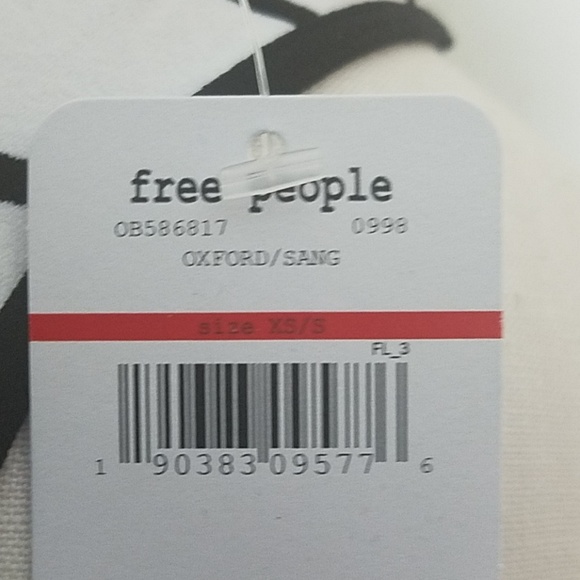 free people
OB586817 0998
OXFORD/SANG
size XS/S
FL_3
1 90383 09577 6